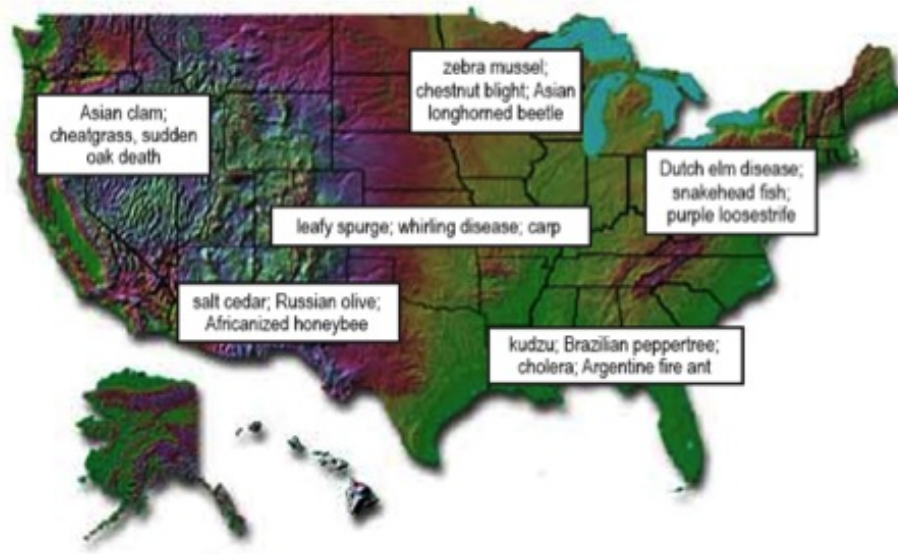 zebra mussel;
chestnut blight; Asian
longhorned beetle
Asian clam;
cheatgrass, sudden
oak death
Dutch elm disease;
snakehead fish;
purple loosestrife
leafy spurge; whirling disease; carp
salt cedar; Russian olive;
Africanized honeybee
kudzu; Brazilian peppertree;
cholera; Argentine fire ant